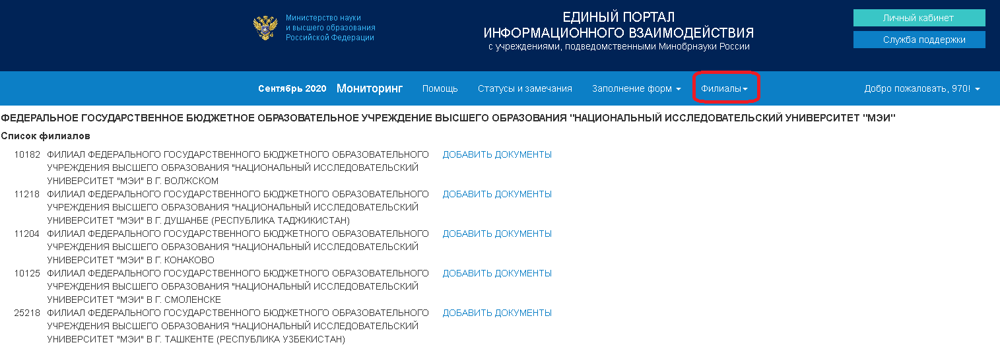 Министерство науки
и высшего образования
Российской Федерации
ЕДИНЫЙ ПОРТАЛ
ИНФОРМАЦИОННОГО ВЗАИМОДЕЙСТВИЯ
с учреждениями, подведомственными Минобрнауки России
Личный кабинет
Служба поддержки
Сентябрь 2020 Мониторинг Помощь Статусы и замечания Заполнение форм Филиалы Добро пожаловать, 970!
ФЕДЕРАЛЬНОЕ ГОСУДАРСТВЕННОЕ БЮДЖЕТНОЕ ОБРАЗОВАТЕЛЬНОЕ УЧРЕЖДЕНИЕ ВЫСШЕГО ОБРАЗОВАНИЯ "НАЦИОНАЛЬНЫЙ ИССЛЕДОВАТЕЛЬСКИЙ УНИВЕРСИТЕТ "МЭИ"
Список филиалов
10182 ФИЛИАЛ ФЕДЕРАЛЬНОГО ГОСУДАРСТВЕННОГО БЮДЖЕТНОГО ОБРАЗОВАТЕЛЬНОГО ДОБАВИТЬ ДОКУМЕНТЫ
УЧРЕЖДЕНИЯ ВЫСШЕГО ОБРАЗОВАНИЯ "НАЦИОНАЛЬНЫЙ ИССЛЕДОВАТЕЛЬСКИЙ
УНИВЕРСИТЕТ "МЭИ" В Г. ВОЛЖСКОМ
11218 ФИЛИАЛ ФЕДЕРАЛЬНОГО ГОСУДАРСТВЕННОГО БЮДЖЕТНОГО ОБРАЗОВАТЕЛЬНОГО ДОБАВИТЬ ДОКУМЕНТЫ
УЧРЕЖДЕНИЯ ВЫСШЕГО ОБРАЗОВАНИЯ "НАЦИОНАЛЬНЫЙ ИССЛЕДОВАТЕЛЬСКИЙ
УНИВЕРСИТЕТ "МЭИ" В Г. ДУШАНБЕ (РЕСПУБЛИКА ТАДЖИКИСТАН)
11204 ФИЛИАЛ ФЕДЕРАЛЬНОГО ГОСУДАРСТВЕННОГО БЮДЖЕТНОГО ОБРАЗОВАТЕЛЬНОГО ДОБАВИТЬ ДОКУМЕНТЫ
УЧРЕЖДЕНИЯ ВЫСШЕГО ОБРАЗОВАНИЯ "НАЦИОНАЛЬНЫЙ ИССЛЕДОВАТЕЛЬСКИЙ
УНИВЕРСИТЕТ "МЭИ" В Г. КОНАКОВО
10125 ФИЛИАЛ ФЕДЕРАЛЬНОГО ГОСУДАРСТВЕННОГО БЮДЖЕТНОГО ОБРАЗОВАТЕЛЬНОГО ДОБАВИТЬ ДОКУМЕНТЫ
УЧРЕЖДЕНИЯ ВЫСШЕГО ОБРАЗОВАНИЯ "НАЦИОНАЛЬНЫЙ ИССЛЕДОВАТЕЛЬСКИЙ
УНИВЕРСИТЕТ "МЭИ" В Г. СМОЛЕНСКЕ
25218 ФИЛИАЛ ФЕДЕРАЛЬНОГО ГОСУДАРСТВЕННОГО БЮДЖЕТНОГО ОБРАЗОВАТЕЛЬНОГО ДОБАВИТЬ ДОКУМЕНТЫ
УЧРЕЖДЕНИЯ ВЫСШЕГО ОБРАЗОВАНИЯ "НАЦИОНАЛЬНЫЙ ИССЛЕДОВАТЕЛЬСКИЙ
УНИВЕРСИТЕТ "МЭИ" В Г. ТАШКЕНТЕ (РЕСПУБЛИКА УЗБЕКИСТАН)